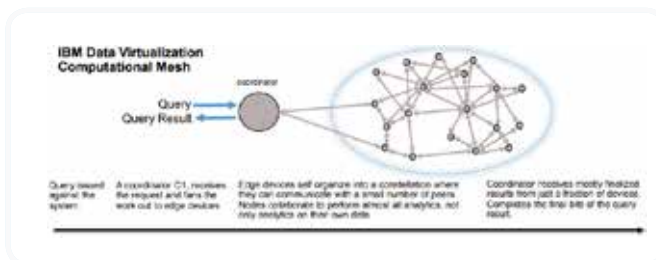 IBM Data Virtualization
Computational Mesh
coordinator
Query
Query Result
Query issued
against the
system
A coordinator C1, receives
the request and fans the
work out to edge devices
Edge devices self organize into a constellation where
they can communicate with a small number of peers.
Nodes collaborate to perform almost all analytics, not
only analytics on their own data.
Coordinator receives mostly finalized
results from just a fraction of devices.
Completes the final bits of the query
result.